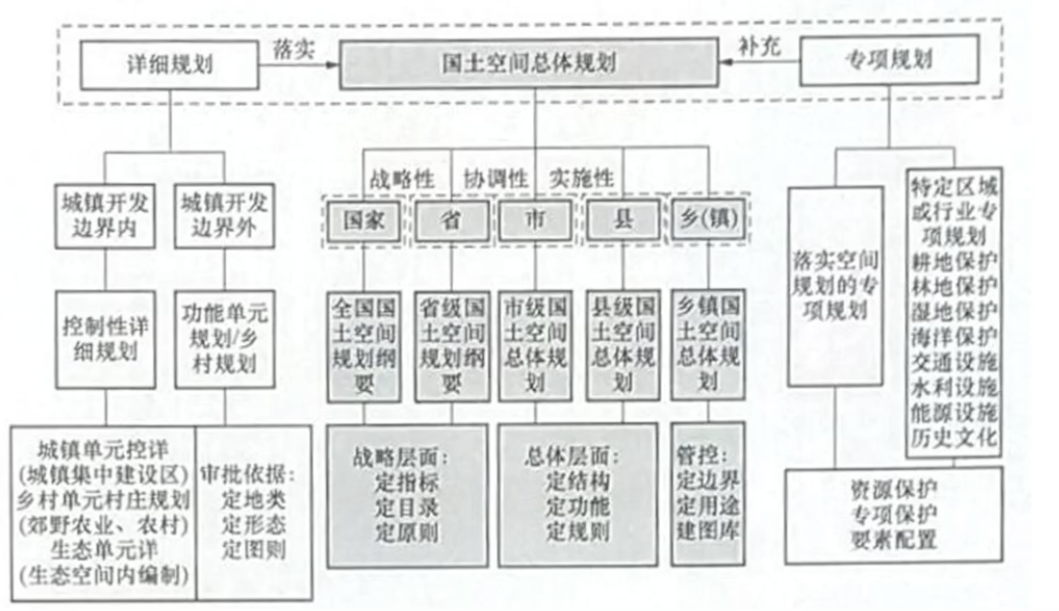 详细规划
落实
国土空间总体规划
补充
专项规划
城镇开发
边界内
城镇开发
边界外
战略性
协调性
实施性
国家
省
市
县
乡(镇)
特定区域
或行业专
项规划
耕地保护
林地保护
湿地保护
海洋保护
交通设施
水利设施
能源设施
历史文化
落实空间
规划的专
项规划
控制性详
细规划
功能单元
规划/乡
村规划
全国国
土空间
规划纲
要
省级国
土空间
规划纲
要
市级国
土空间
总体规
划
县级国
土空间
总体规
划
乡镇国
土空间
总体规
划
城镇单元控详
(城镇集中建设区)
乡村单元村庄规划
(郊野农业、农村)
生态单元详
(生态空间内编制)
审批依据:
定地类
定形态
定图则
战略层面:
定指标
定目录
定原则
总体层面:
定结构
定功能
定规则
管控:
定边界
定用途
建图库
资源保护
专项保护
要素配置